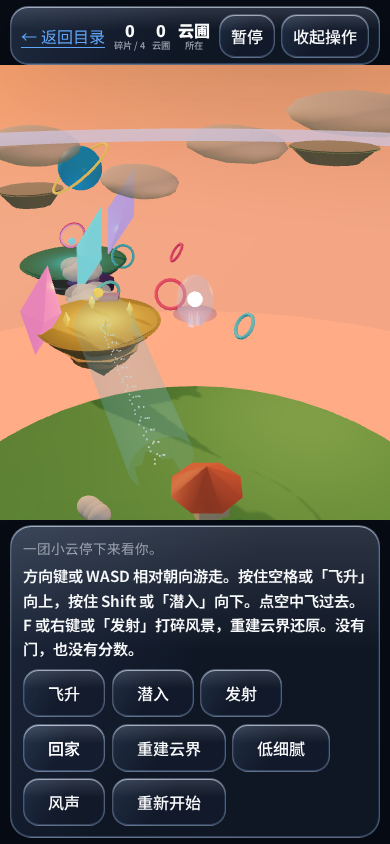 ← 返回目录
0 0 云圃
碎片 / 4 云圃 所在
暂停
收起操作
一团小云停下来看你。
方向键或 WASD 相对朝向游走。按住空格或「飞升」
向上，按住 Shift 或「潜入」向下。点空中飞过去。
F 或右键或「发射」打碎风景，重建云界还原。没有
门，也没有分数。
飞升 潜入 发射
回家 重建云界 低细腻
风声 重新开始